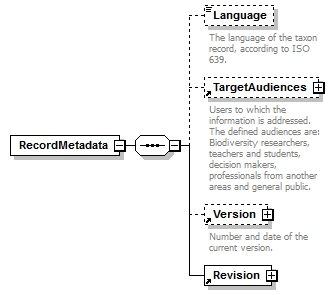 Language
The language of the taxon
record, according to ISO
639.
TargetAudiences
Users to which the
information is addressed.
The defined audiences are:
Biodiversity researchers,
teachers and students,
decision makers,
professionals from another
areas and general public.
RecordMetadata
Version
Number and date of the
current version.
Revision